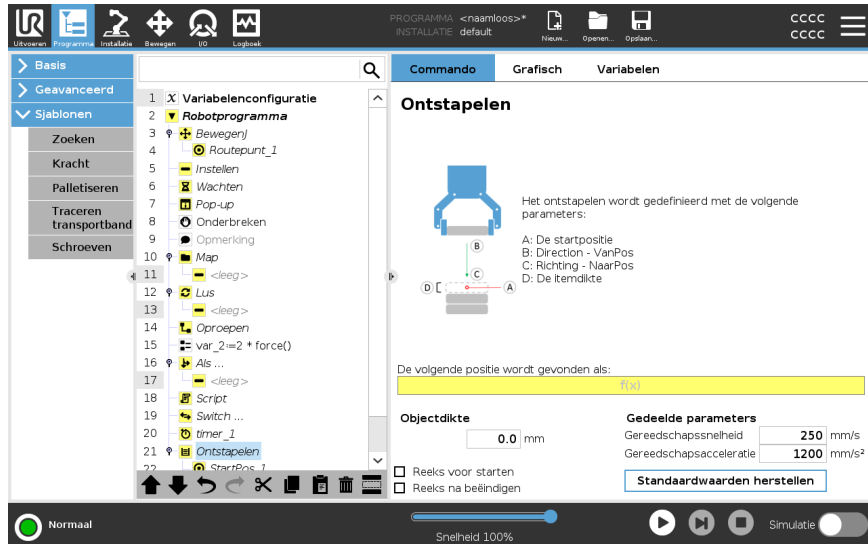 PROGRAMMA <naamloos>*
INSTALLATIE default
cccc
cccc
Uitvoeren Programma Installatie Bewegen I/O Logboek
Nieuw... Openen... Opslaan...
Basis
Geavanceerd
Sjablonen
Zoeken
Kracht
Palletiseren
Traceren
transportband
Schroeven
1 X Variabelenconfiguratie
2 Robotprogramma
3 BewegenJ
4 Routepunt_1
5 Instellen
6 Wachten
7 Pop-up
8 Onderbreken
9 Opmerking
10 Map
11 <leeg>
12 Lus
13 <leeg>
14 Oproepen
15 var_2:=2 * force()
16 Als ...
17 <leeg>
18 Script
19 Switch ...
20 timer_1
21 Ontstapelen
22 StartPos_1
Commando Grafisch Variabelen
Ontstapelen
Het ontstapelen wordt gedefinieerd met de volgende
parameters:
A: De startpositie
B: Direction - VanPos
C: Richting - NaarPos
D: De itemdikte
B
C
D
A
De volgende positie wordt gevonden als:
f(x)
Objectdikte
0.0 mm
Reeks voor starten
Reeks na beëindigen
Gedeelde parameters
Gereedschapssnelheid 250 mm/s
Gereedschapsacceleratie 1200 mm/s²
Standaardwaarden herstellen
Normaal
Snelheid 100%
Simulatie